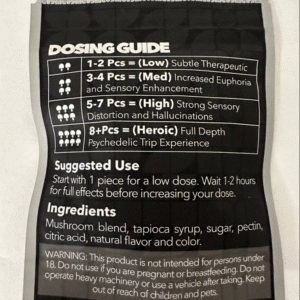 DOSING GUIDE
1-2 Pcs = (Low) Subtle Therapeutic
3-4 Pcs = (Med) Increased Euphoria
and Sensory Enhancement
5-7 Pcs = (High) Strong Sensory
Distortion and Hallucinations
8+Pcs = (Heroic) Full Depth
Psychedelic Trip Experience
Suggested Use
Start with 1 piece for a low dose. Wait 1-2 hours
for full effects before increasing your dose.
Ingredients
Mushroom blend, tapioca syrup, sugar, pectin,
citric acid, natural flavor and color.
WARNING: This product is not intended for persons under
18. Do not use if you are pregnant or breastfeeding. Do not
operate heavy machinery or use a vehicle after taking. Keep
out of reach of children and pets.